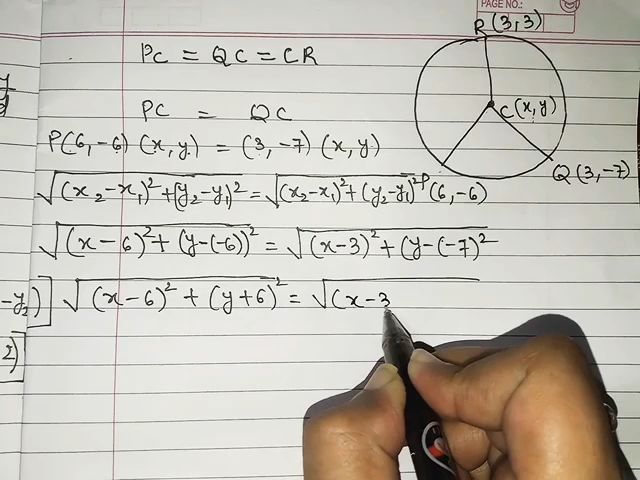 PAGE NO.:
R(3,3)
PC = QC = CR
C(x,y)
PC = QC
P(6,-6) (x,y) = (3,-7) (x,y)
Q(3,-7)
√(x₂-x₁)²+(y₂-y₁)² = √(x₂-x₁)²+(y₂-y₁)² P(6,-6)
√(x-6)²+(y-(-6))² = √(x-3)²+(y-(-7)²
-y₂)] √(x-6)²+(y+6)² = √(x-3
2)]